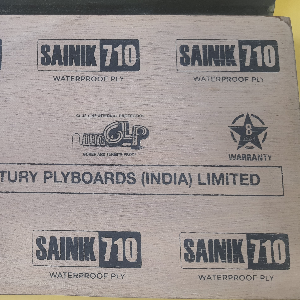 SAINIK 710 SAINIK 710
WATERPROOF PLY WATERPROOF PLY
GLP
8
WARRANTY
TURY PLYBOARDS (INDIA) LIMITED
SAINIK 710 SAINIK 710
WATERPROOF PLY WATERPROOF PLY